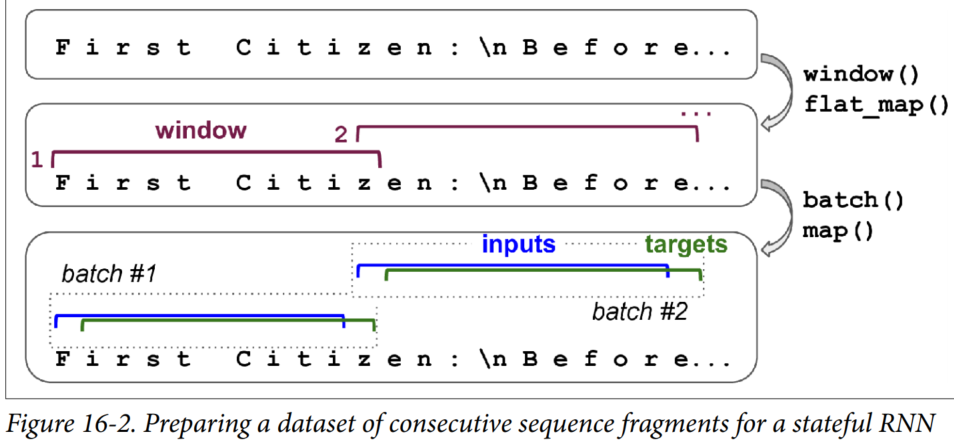 First Citizen:\nBefore...
window()
flat_map()
...
window
2
1
First Citizen:\nBefore...
batch()
map()
inputs targets
batch #1
batch #2
First Citizen:\nBefore...
Figure 16-2. Preparing a dataset of consecutive sequence fragments for a stateful RNN